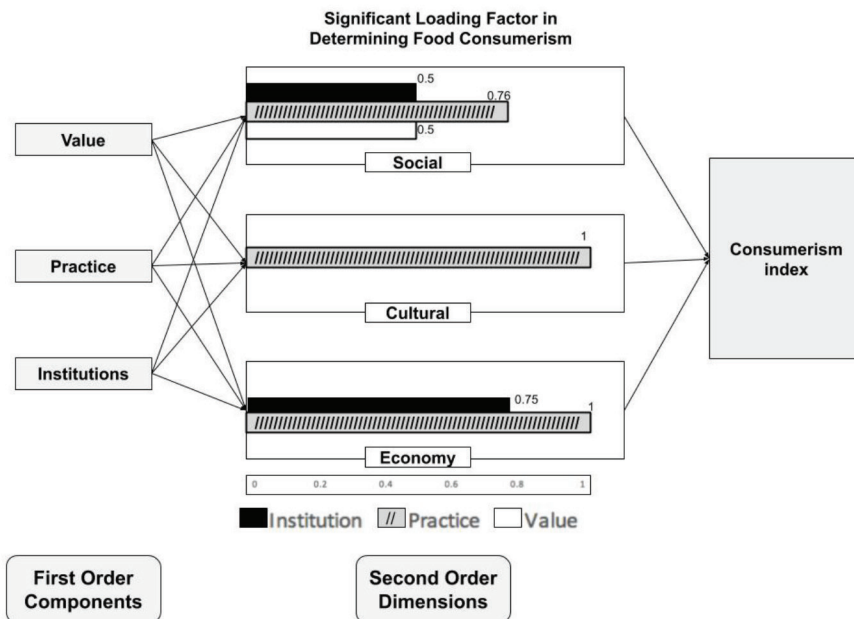 Significant Loading Factor in
Determining Food Consumerism
0.5
0.76
0.5
Social
Value
Practice
Institutions
1
Cultural
0.75
1
Economy
Consumerism
index
0 0.2 0.4 0.6 0.8 1
Institution // Practice Value
First Order
Components
Second Order
Dimensions